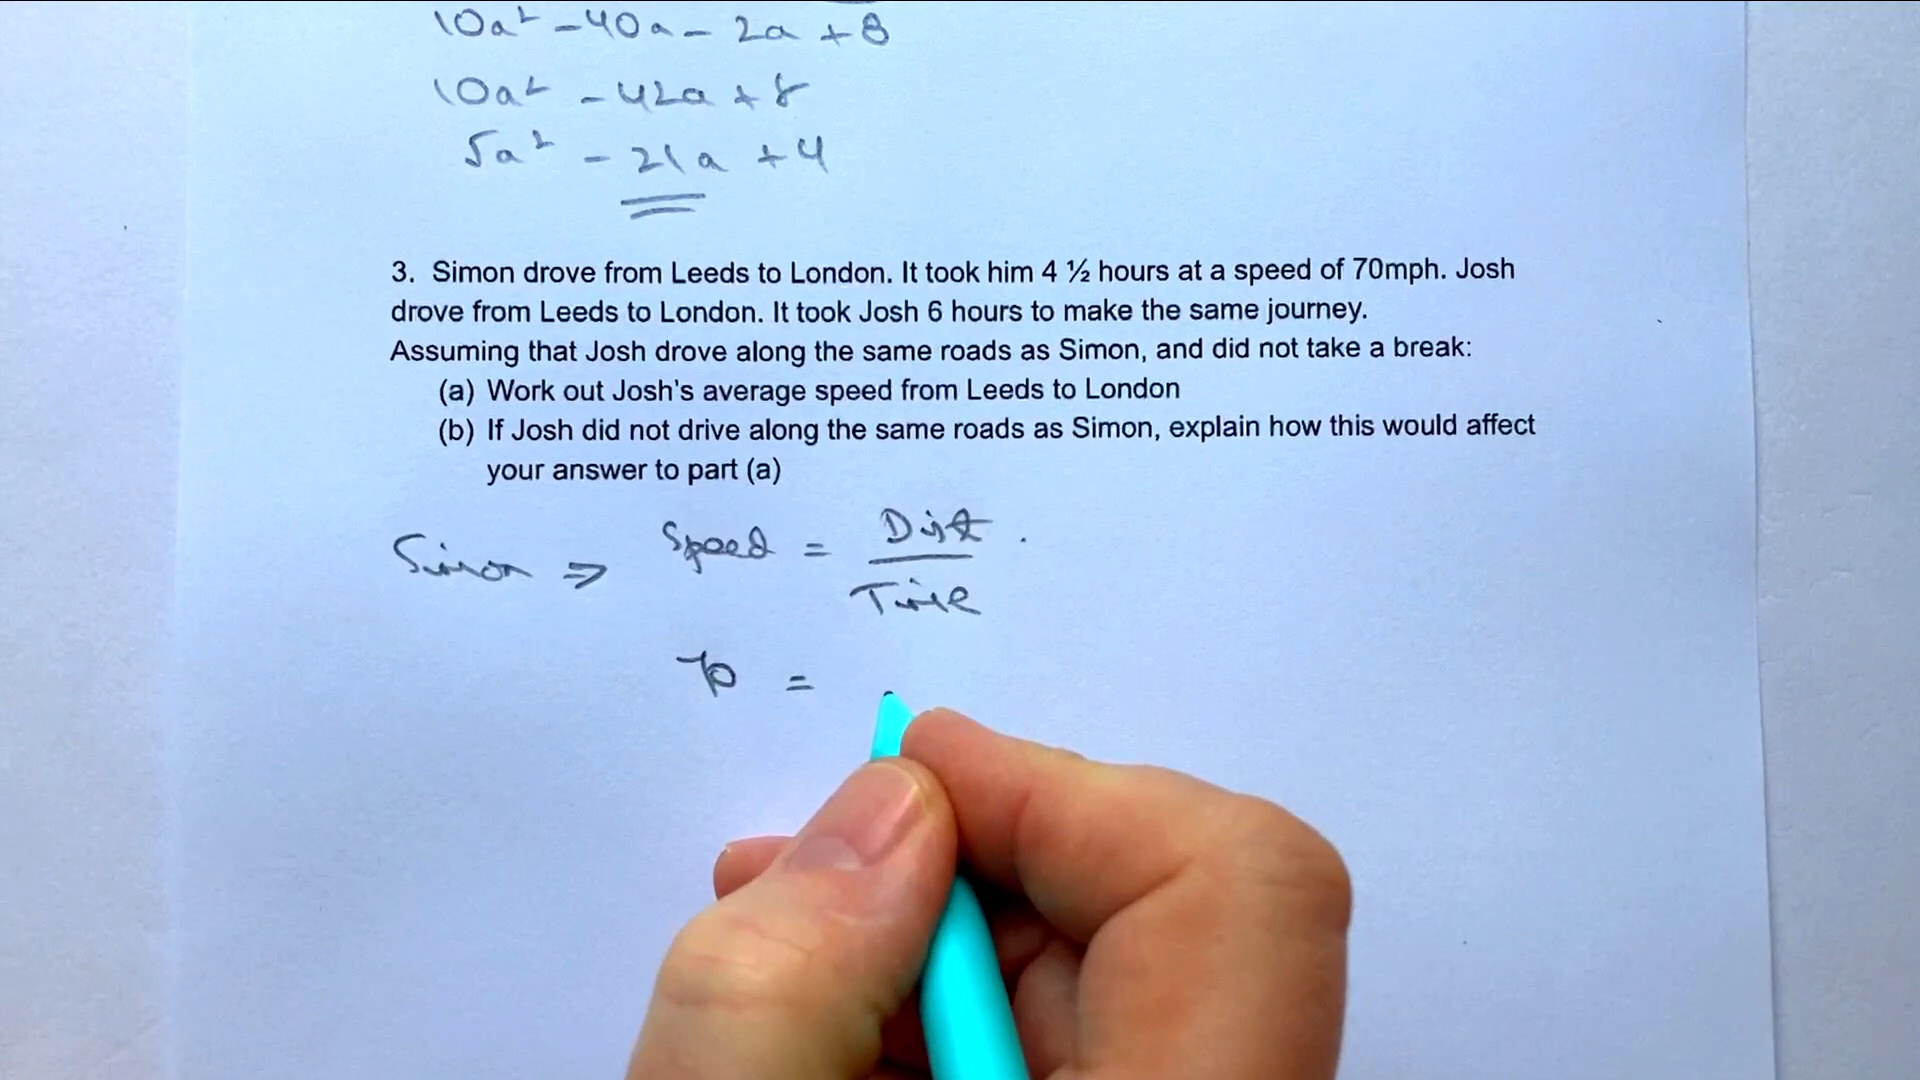 10a² - 40a - 2a + 8
10a² - 42a + 8
5a² - 21a + 4
3. Simon drove from Leeds to London. It took him 4 ½ hours at a speed of 70mph. Josh
drove from Leeds to London. It took Josh 6 hours to make the same journey.
Assuming that Josh drove along the same roads as Simon, and did not take a break:
(a) Work out Josh's average speed from Leeds to London
(b) If Josh did not drive along the same roads as Simon, explain how this would affect
your answer to part (a)
Simon ⇒ Speed = Dist.
Time
70 =